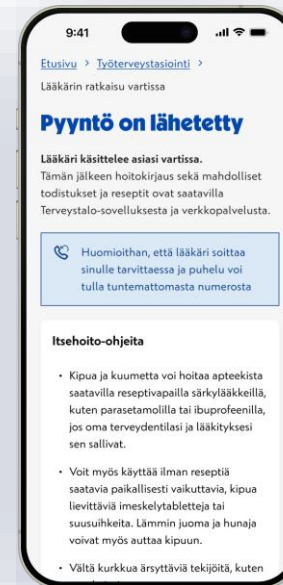 9:41
Etusivu > Työterveystasiointi >
Lääkärin ratkaisu vartissa
Pyyntö on lähetetty
Lääkäri käsittelee asiasi vartissa.
Tämän jälkeen hoitokirjaus sekä mahdolliset
todistukset ja reseptit ovat saatavilla
Terveystalo-sovelluksesta ja verkkopalvelusta.
Huomioithan, että lääkäri soittaa
sinulle tarvittaessa ja puhelu voi
tulla tuntemattomasta numerosta
Itsehoito-ohjeita
• Kipua ja kuumetta voi hoitaa apteekista
saatavilla reseptivapailla särkylääkkeillä,
kuten parasetamolilla tai ibuprofeenilla,
jos oma terveydentilasi ja lääkityksesi
sen sallivat.
• Voit myös käyttää ilman reseptiä
saatavia paikallisesti vaikuttavia, kipua
lievittäviä imeskelytabletteja tai
suusuihkeita. Lämmin juoma ja hunaja
voivat myös auttaa kipuun.
• Vältä kurkkua ärsyttäviä tekijöitä, kuten